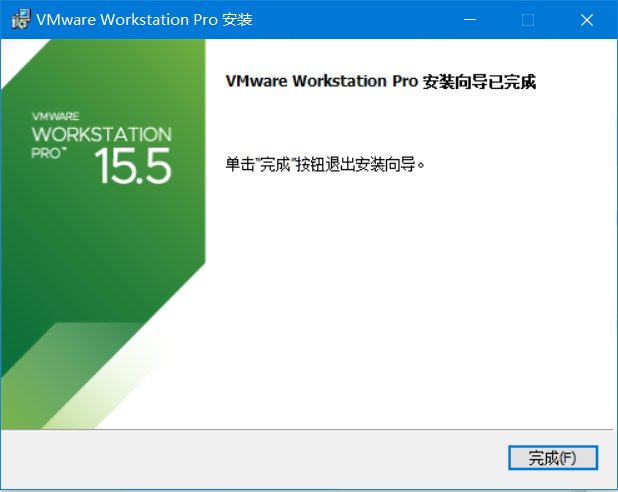 VMware Workstation Pro 安装
VMware Workstation Pro 安装向导已完成
VMWARE
WORKSTATION
PRO™
15.5
单击"完成"按钮退出安装向导。
完成(F)